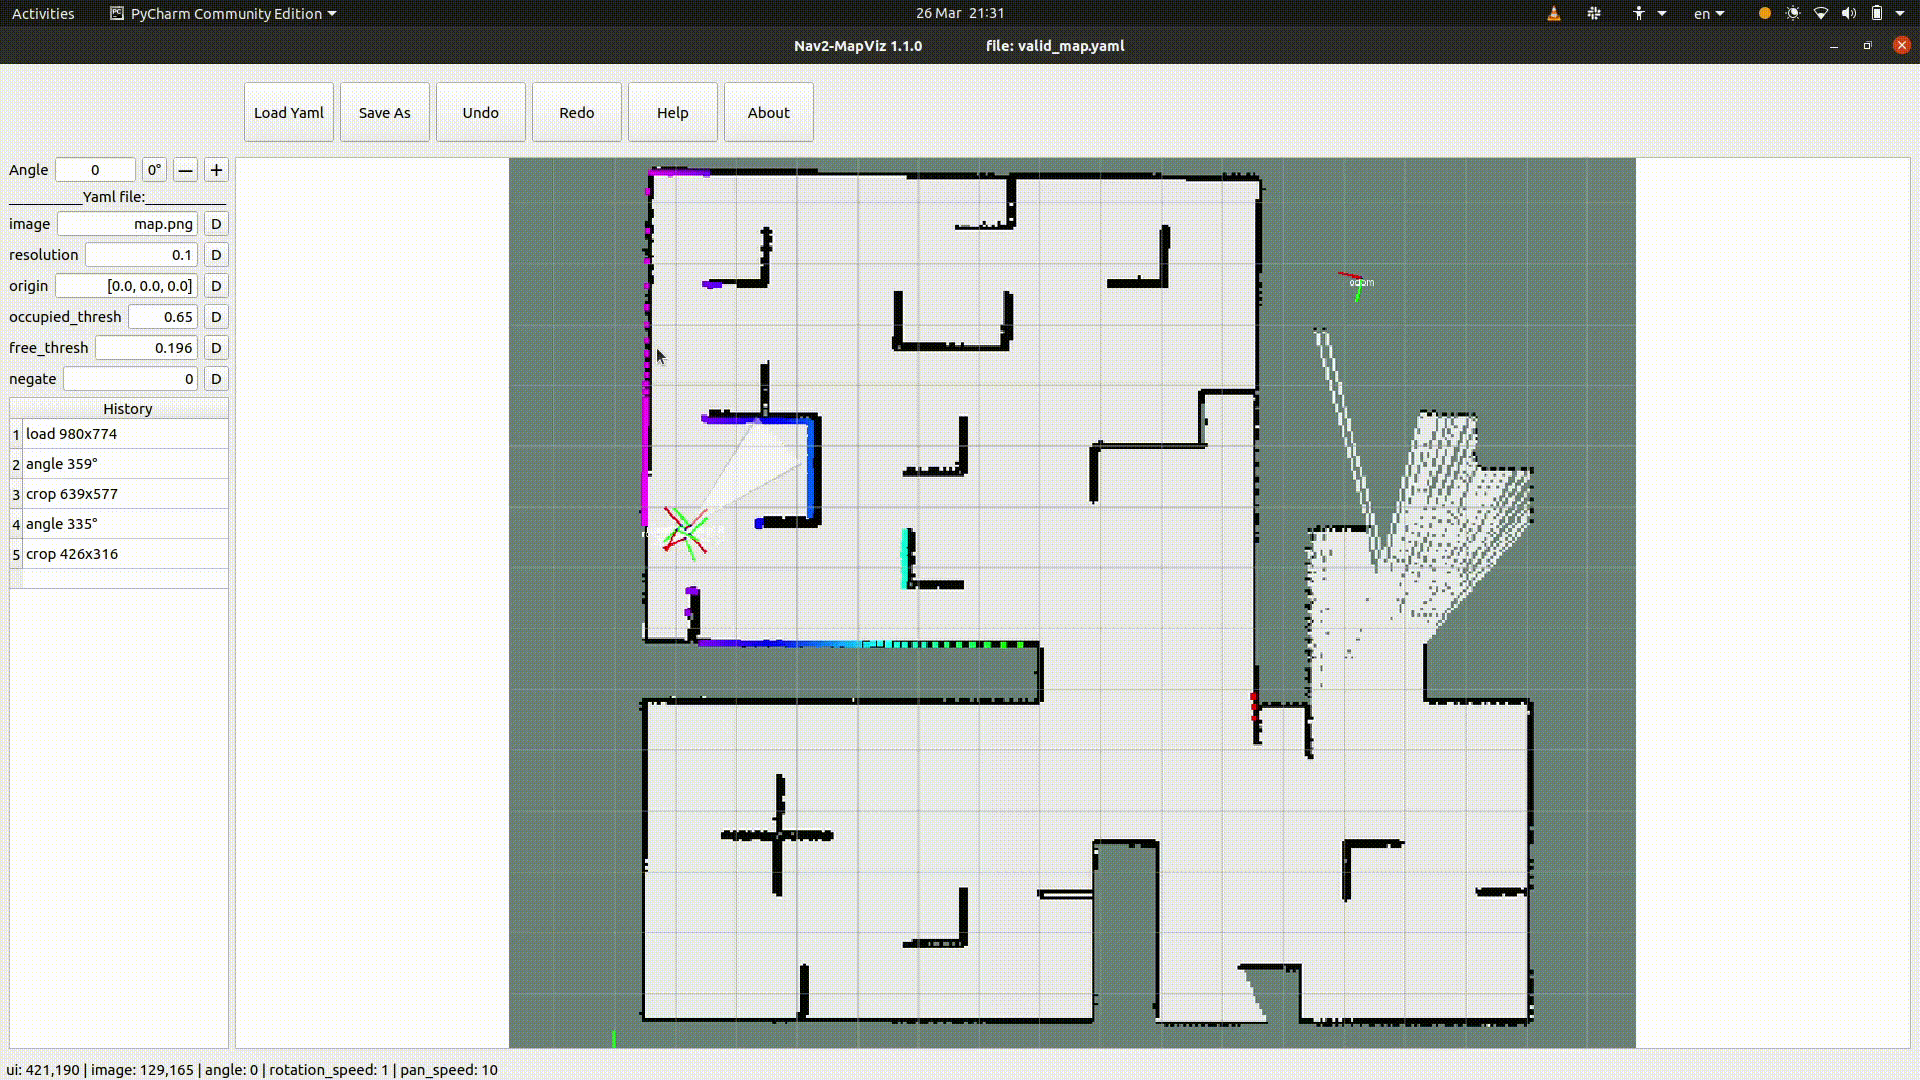 Activities PyCharm Community Edition 26 Mar 21:31 en
Nav2-MapViz 1.1.0 file: valid_map.yaml
Load Yaml Save As Undo Redo Help About
Angle 0 0° — +
Yaml file:
image map.png D
resolution 0.1 D
origin [0.0, 0.0, 0.0] D
occupied_thresh 0.65 D
free_thresh 0.196 D
negate 0 D
History
1 load 980x774
2 angle 359°
3 crop 639x577
4 angle 335°
5 crop 426x316
odom
ui: 421,190 | image: 129,165 | angle: 0 | rotation_speed: 1 | pan_speed: 10